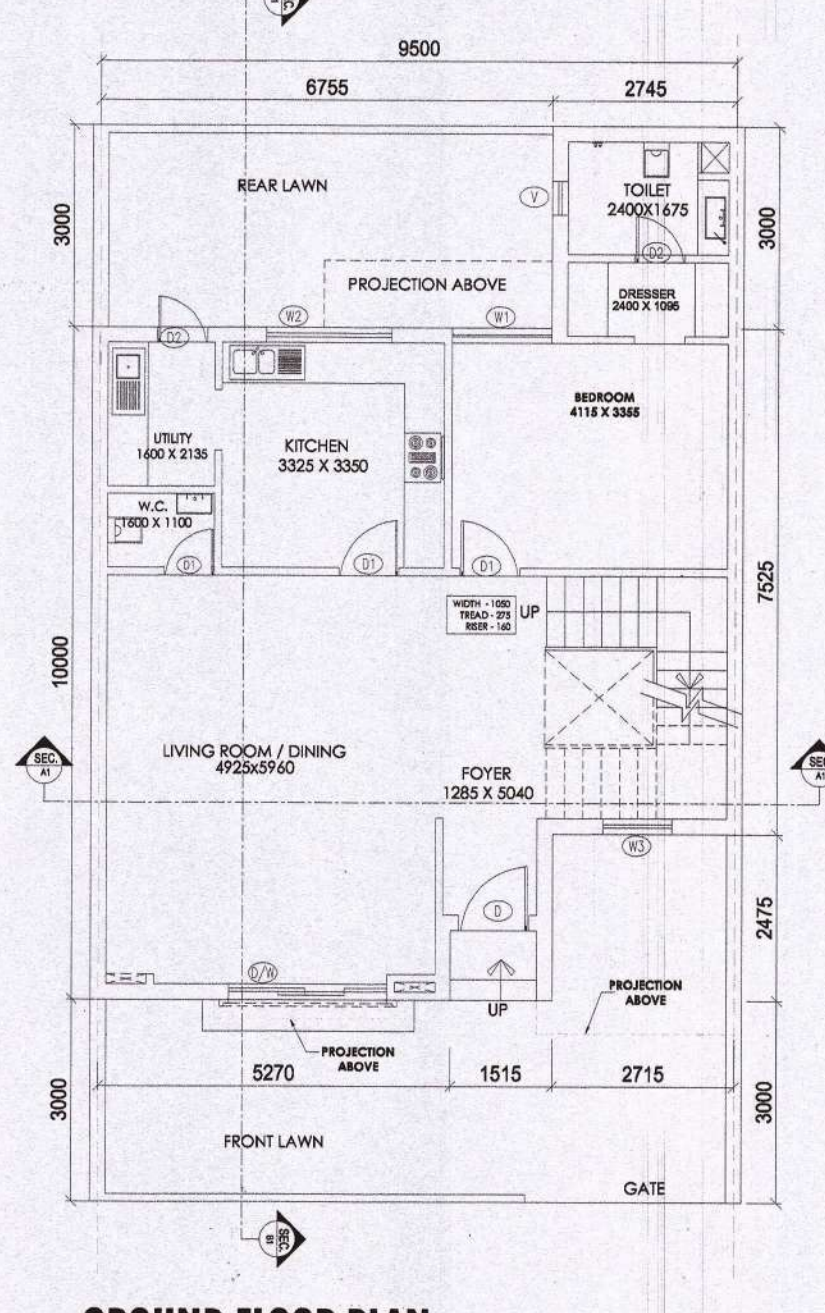 9500
6755
2745
3000
REAR LAWN
V
TOILET
2400X1675
3000
D2
PROJECTION ABOVE
DRESSER
2400 X 1095
W2
W1
D2
BEDROOM
4115 X 3355
UTILITY
1600 X 2135
KITCHEN
3325 X 3350
W.C.
1600 X 1100
D1
D1
D1
7525
WIDTH - 1050
TREAD - 275
RISER - 160
UP
10000
LIVING ROOM / DINING
4925x5960
FOYER
1285 X 5040
SEC.
A1
SEC
A1
W3
D
2475
D/W
UP
PROJECTION
ABOVE
PROJECTION
ABOVE
5270
1515
2715
3000
3000
FRONT LAWN
GATE
SEC.
B1
GROUND FLOOR PLAN